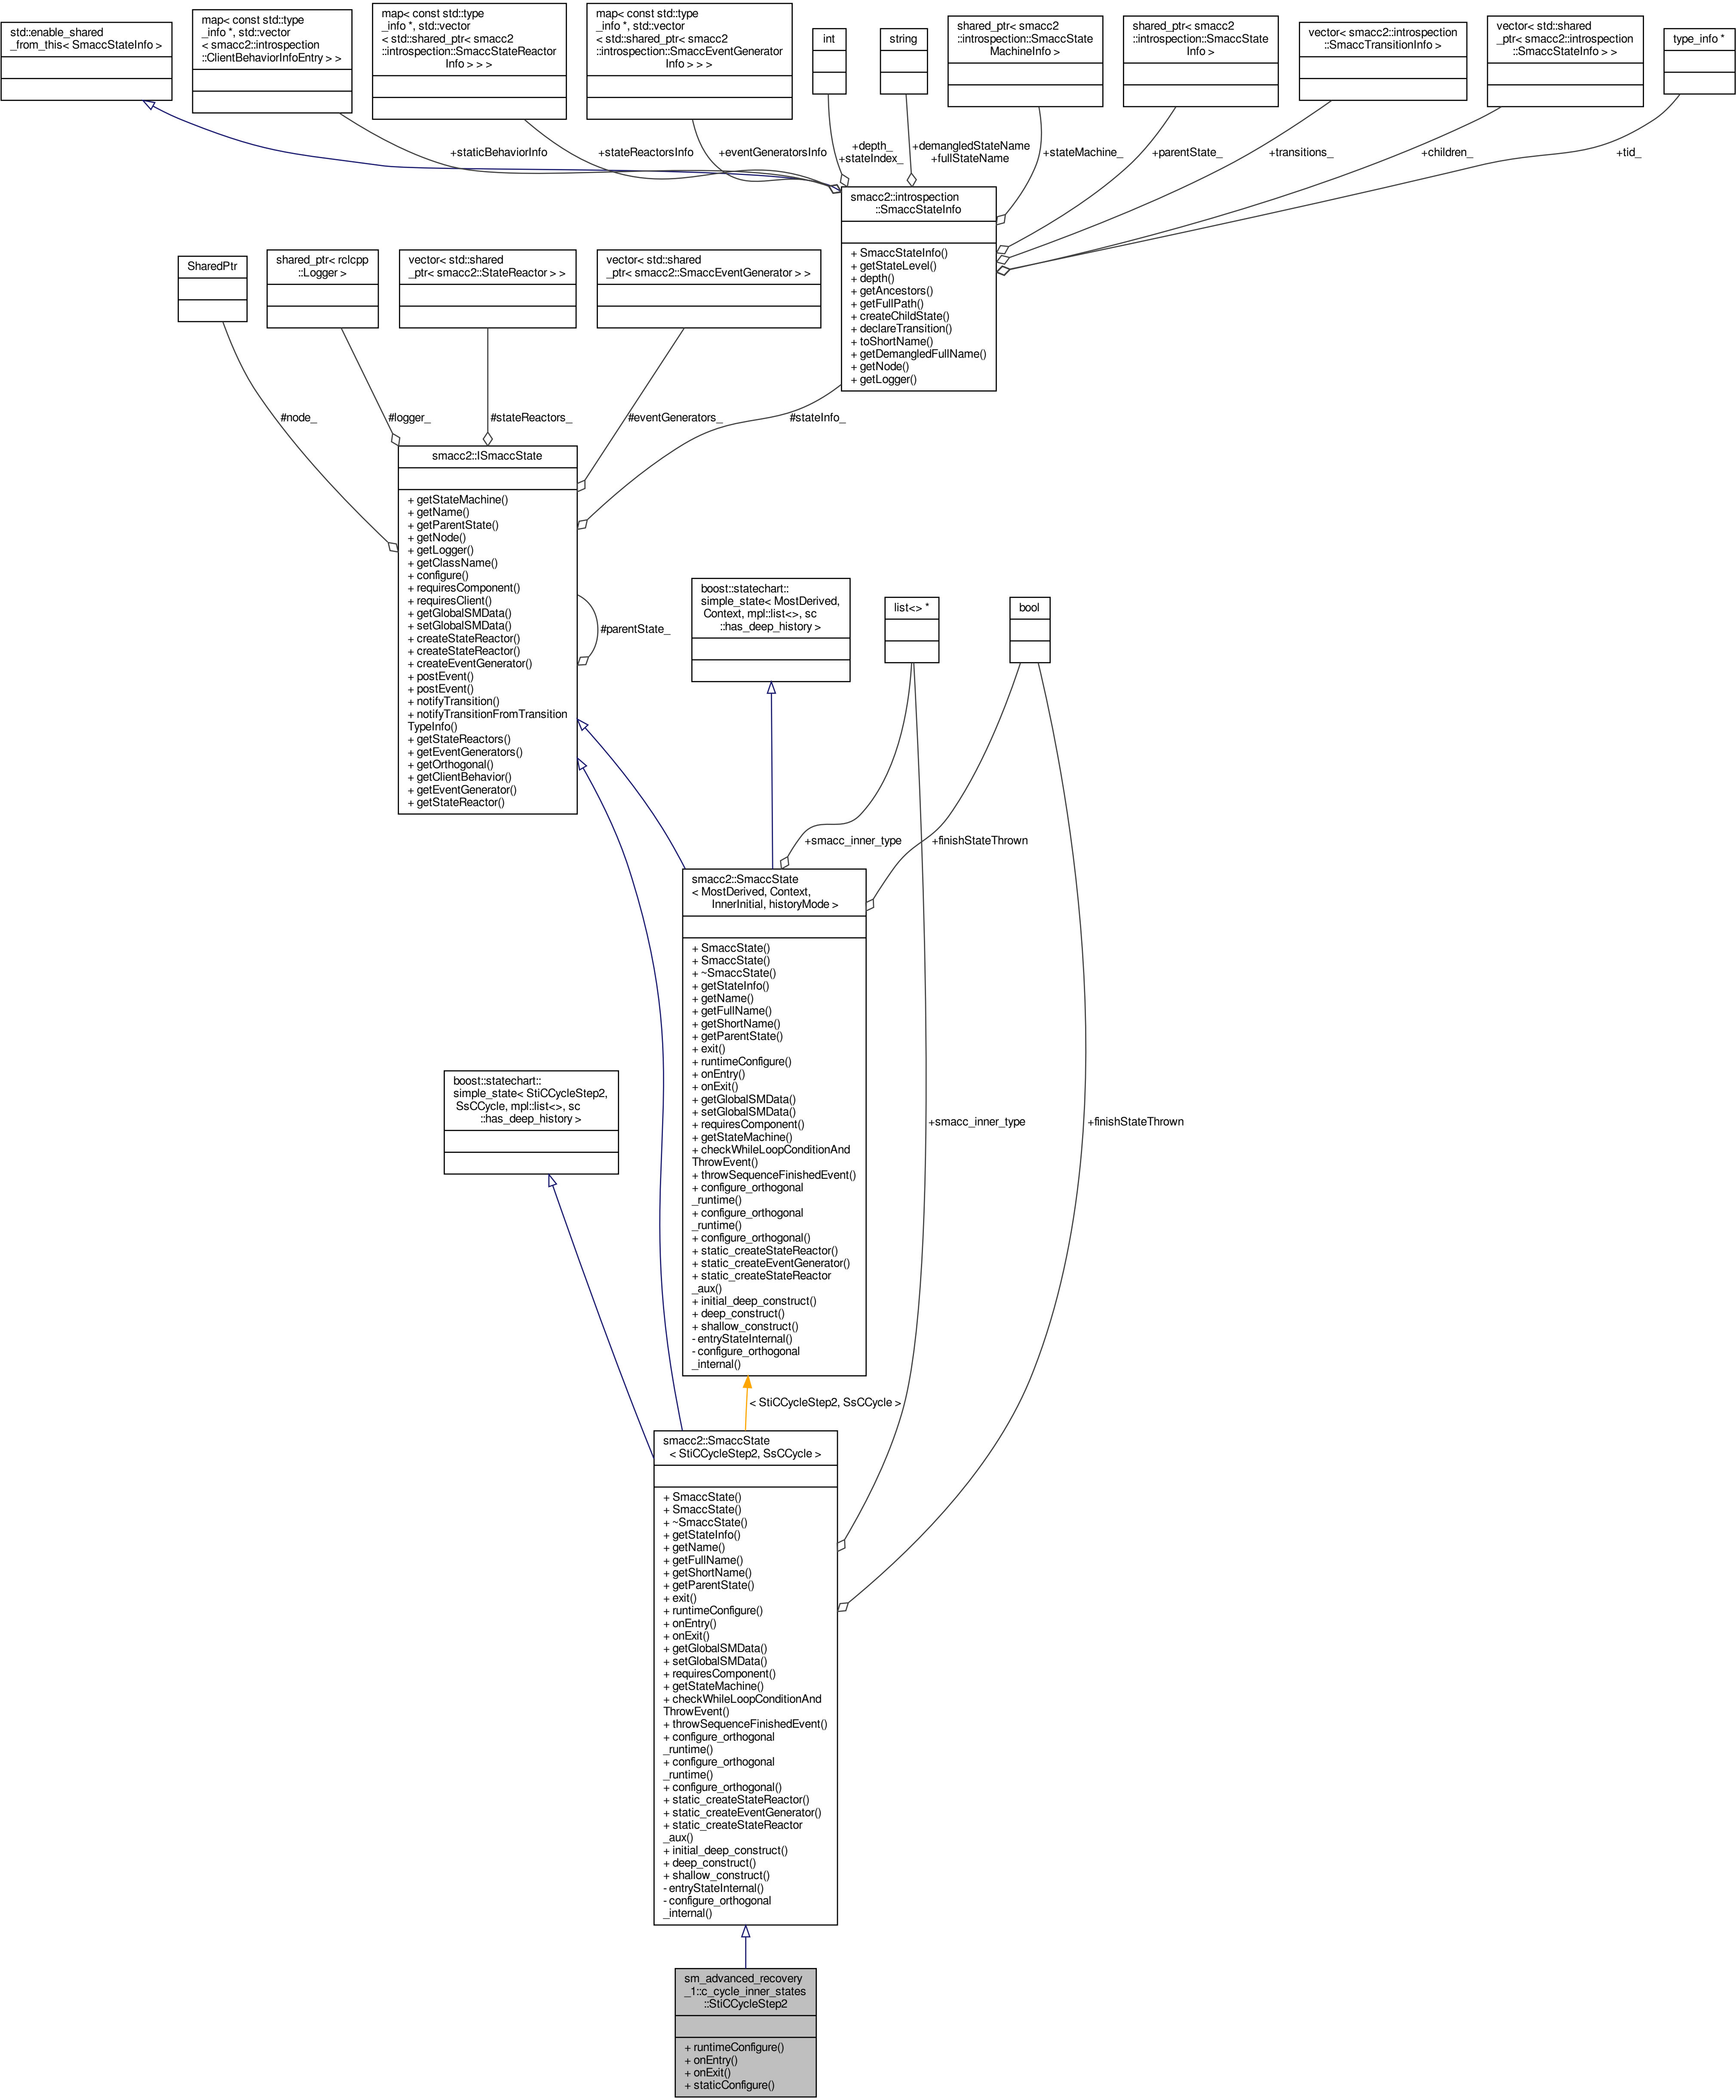 std::enable_shared
_from_this< SmaccStateInfo >
map< const std::type
_info *, std::vector
< smacc2::introspection
::ClientBehaviorInfoEntry > >
map< const std::type
_info *, std::vector
< std::shared_ptr< smacc2
::introspection::SmaccStateReactor
Info > > >
map< const std::type
_info *, std::vector
< std::shared_ptr< smacc2
::introspection::SmaccEventGenerator
Info > > >
int
string
shared_ptr< smacc2
::introspection::SmaccState
MachineInfo >
shared_ptr< smacc2
::introspection::SmaccState
Info >
vector< smacc2::introspection
::SmaccTransitionInfo >
vector< std::shared
_ptr< smacc2::introspection
::SmaccStateInfo > >
type_info *
+staticBehaviorInfo
+stateReactorsInfo
+eventGeneratorsInfo
+depth_
+stateIndex_
+demangledStateName
+fullStateName
+stateMachine_
+parentState_
+transitions_
+children_
+tid_
smacc2::introspection
::SmaccStateInfo
+ SmaccStateInfo()
+ getStateLevel()
+ depth()
+ getAncestors()
+ getFullPath()
+ createChildState()
+ declareTransition()
+ toShortName()
+ getDemangledFullName()
+ getNode()
+ getLogger()
SharedPtr
shared_ptr< rclcpp
::Logger >
vector< std::shared
_ptr< smacc2::StateReactor > >
vector< std::shared
_ptr< smacc2::SmaccEventGenerator > >
#node_
#logger_
#stateReactors_
#eventGenerators_
#stateInfo_
smacc2::ISmaccState
+ getStateMachine()
+ getName()
+ getParentState()
+ getNode()
+ getLogger()
+ getClassName()
+ configure()
+ requiresComponent()
+ requiresClient()
+ getGlobalSMData()
+ setGlobalSMData()
+ createStateReactor()
+ createStateReactor()
+ createEventGenerator()
+ postEvent()
+ postEvent()
+ notifyTransition()
+ notifyTransitionFromTransition
TypeInfo()
+ getStateReactors()
+ getEventGenerators()
+ getOrthogonal()
+ getClientBehavior()
+ getEventGenerator()
+ getStateReactor()
#parentState_
boost::statechart::
simple_state< MostDerived,
Context, mpl::list<>, sc
::has_deep_history >
list<> *
bool
+smacc_inner_type
+finishStateThrown
smacc2::SmaccState
< MostDerived, Context,
InnerInitial, historyMode >
+ SmaccState()
+ SmaccState()
+ ~SmaccState()
+ getStateInfo()
+ getName()
+ getFullName()
+ getShortName()
+ getParentState()
+ exit()
+ runtimeConfigure()
+ onEntry()
+ onExit()
+ getGlobalSMData()
+ setGlobalSMData()
+ requiresComponent()
+ getStateMachine()
+ checkWhileLoopConditionAnd
ThrowEvent()
+ throwSequenceFinishedEvent()
+ configure_orthogonal
_runtime()
+ configure_orthogonal
_runtime()
+ configure_orthogonal()
+ static_createStateReactor()
+ static_createEventGenerator()
+ static_createStateReactor
_aux()
+ initial_deep_construct()
+ deep_construct()
+ shallow_construct()
- entryStateInternal()
- configure_orthogonal
_internal()
boost::statechart::
simple_state< StiCCycleStep2,
SsCCycle, mpl::list<>, sc
::has_deep_history >
+smacc_inner_type
+finishStateThrown
< StiCCycleStep2, SsCCycle >
smacc2::SmaccState
< StiCCycleStep2, SsCCycle >
+ SmaccState()
+ SmaccState()
+ ~SmaccState()
+ getStateInfo()
+ getName()
+ getFullName()
+ getShortName()
+ getParentState()
+ exit()
+ runtimeConfigure()
+ onEntry()
+ onExit()
+ getGlobalSMData()
+ setGlobalSMData()
+ requiresComponent()
+ getStateMachine()
+ checkWhileLoopConditionAnd
ThrowEvent()
+ throwSequenceFinishedEvent()
+ configure_orthogonal
_runtime()
+ configure_orthogonal
_runtime()
+ configure_orthogonal()
+ static_createStateReactor()
+ static_createEventGenerator()
+ static_createStateReactor
_aux()
+ initial_deep_construct()
+ deep_construct()
+ shallow_construct()
- entryStateInternal()
- configure_orthogonal
_internal()
sm_advanced_recovery
_1::c_cycle_inner_states
::StiCCycleStep2
+ runtimeConfigure()
+ onEntry()
+ onExit()
+ staticConfigure()